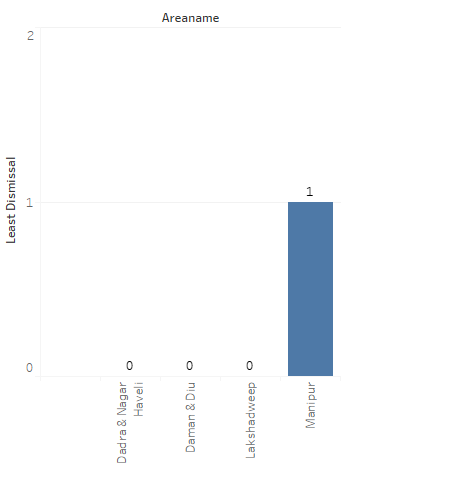 Areaname
2
Least Dismissal
1
0
1
0
0
0
Dadra & Nagar
Haveli
Daman & Diu
Lakshadweep
Manipur